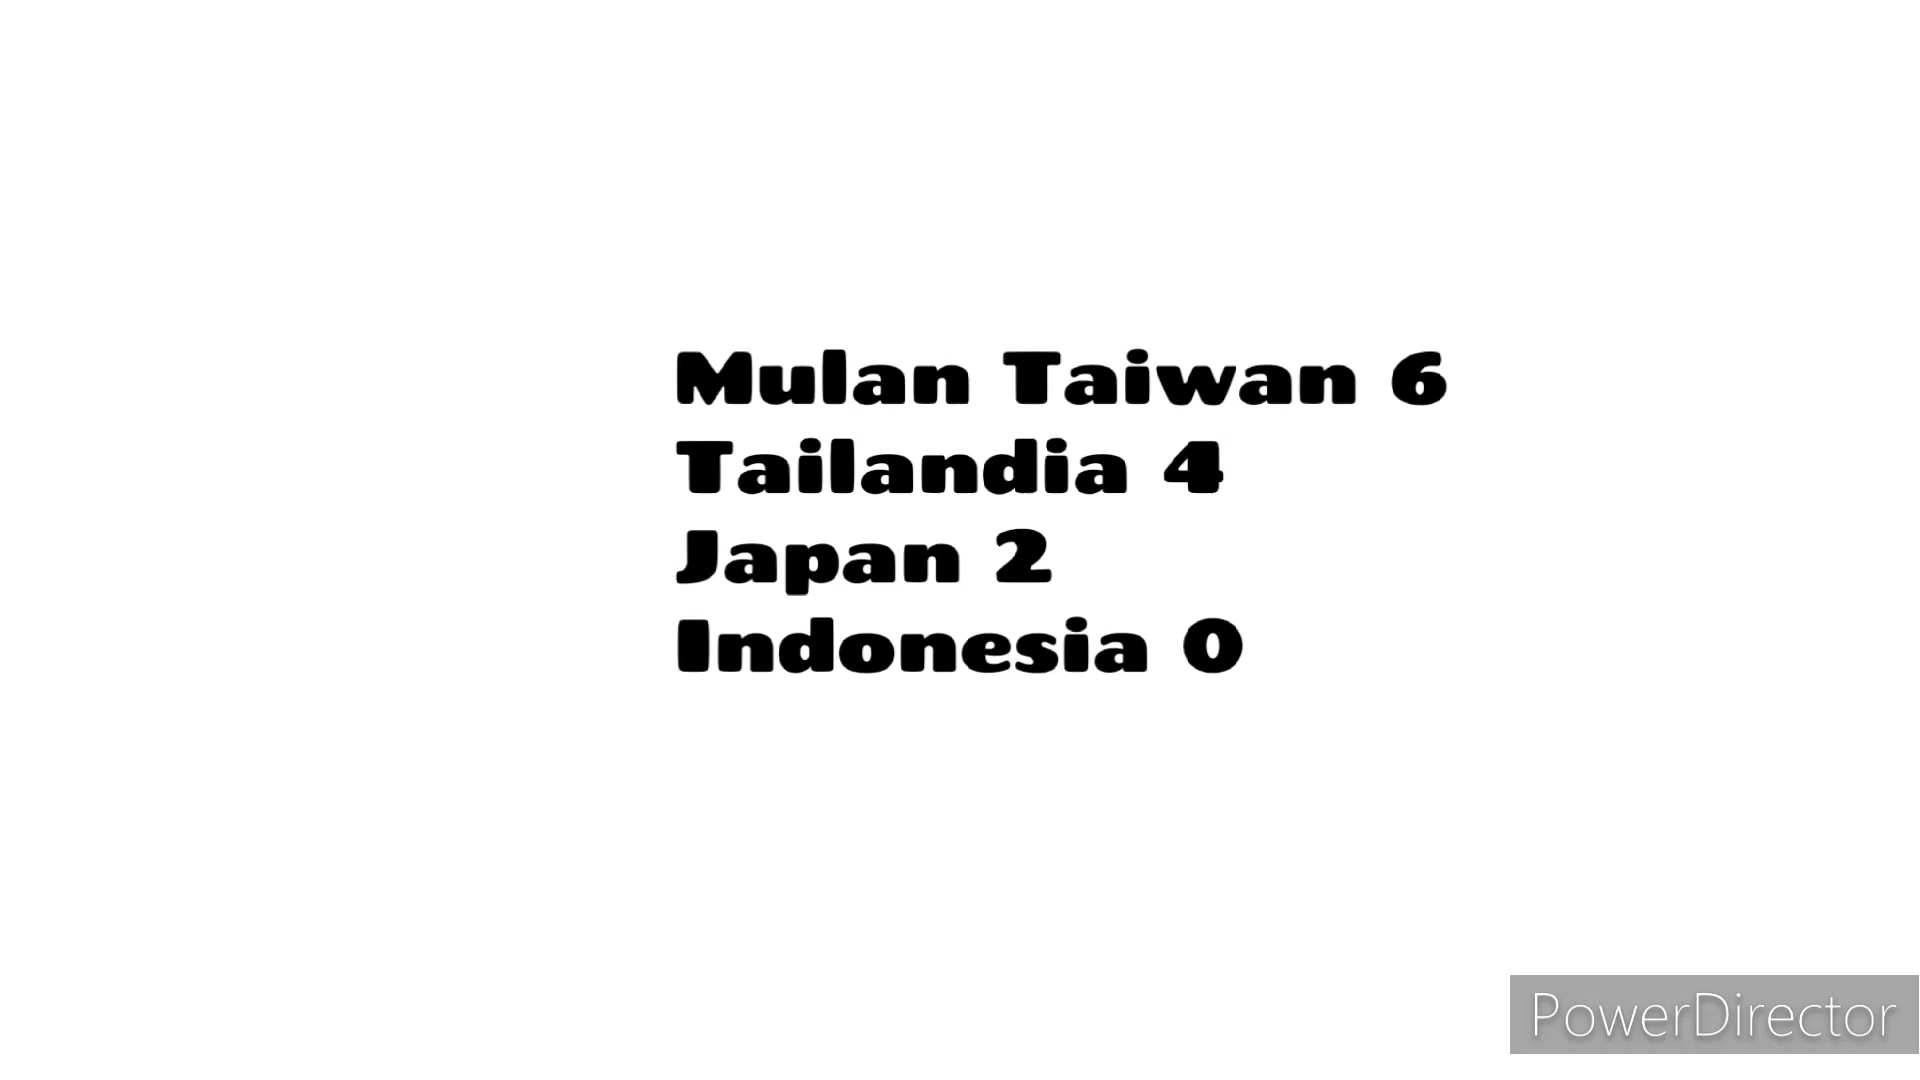 Mulan Taiwan 6
Tailandia 4
Japan 2
Indonesia 0
PowerDirector